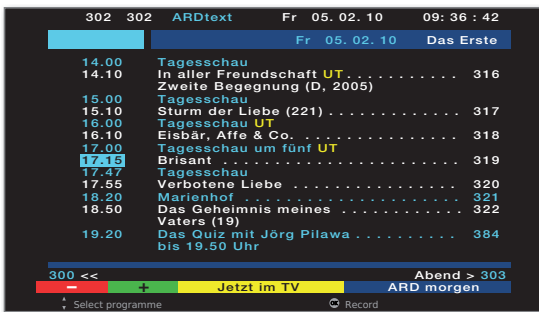 302 302 ARDtext Fr 05. 02. 10 09: 36 : 42
Fr 05. 02. 10 Das Erste
14.00 Tagesschau
14.10 In aller Freundschaft UT . . . . . . . . . . . 316
Zweite Begegnung (D, 2005)
15.00 Tagesschau
15.10 Sturm der Liebe (221) . . . . . . . . . . . . . 317
16.00 Tagesschau UT
16.10 Eisbär, Affe & Co. . . . . . . . . . . . . . . . . 318
17.00 Tagesschau um fünf UT
17.15 Brisant . . . . . . . . . . . . . . . . . . . . . . . . 319
17.47 Tagesschau
17.55 Verbotene Liebe . . . . . . . . . . . . . . . . . 320
18.20 Marienhof . . . . . . . . . . . . . . . . . . . . . . 321
18.50 Das Geheimnis meines . . . . . . . . . . . . 322
Vaters (19)
19.20 Das Quiz mit Jörg Pilawa . . . . . . . . . . 384
bis 19.50 Uhr
300 << Abend > 303
− + Jetzt im TV ARD morgen
Select programme OK Record